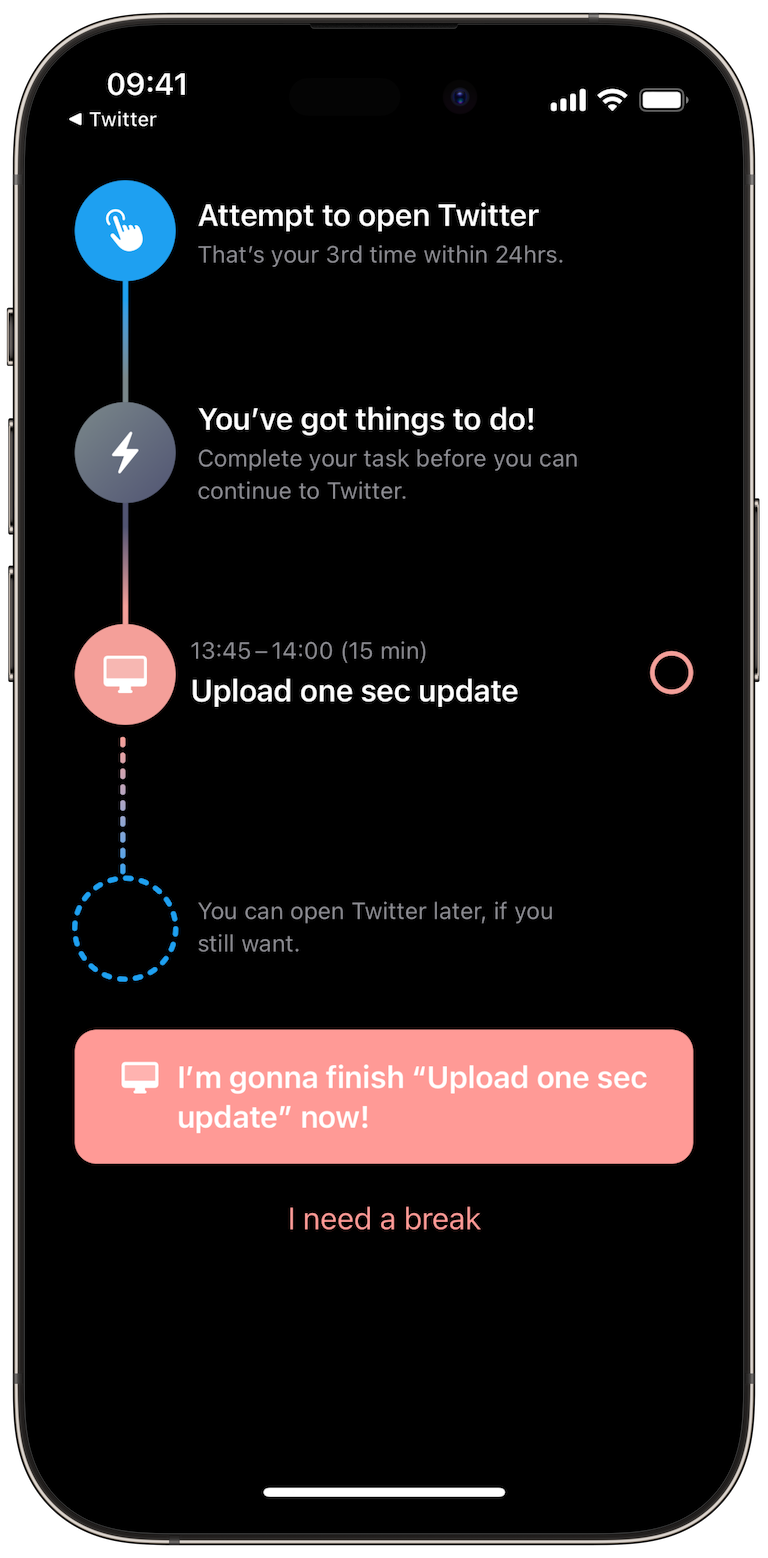 09:41
◀ Twitter
Attempt to open Twitter
That’s your 3rd time within 24hrs.
You’ve got things to do!
Complete your task before you can
continue to Twitter.
13:45 – 14:00 (15 min)
Upload one sec update
You can open Twitter later, if you
still want.
I’m gonna finish “Upload one sec
update” now!
I need a break